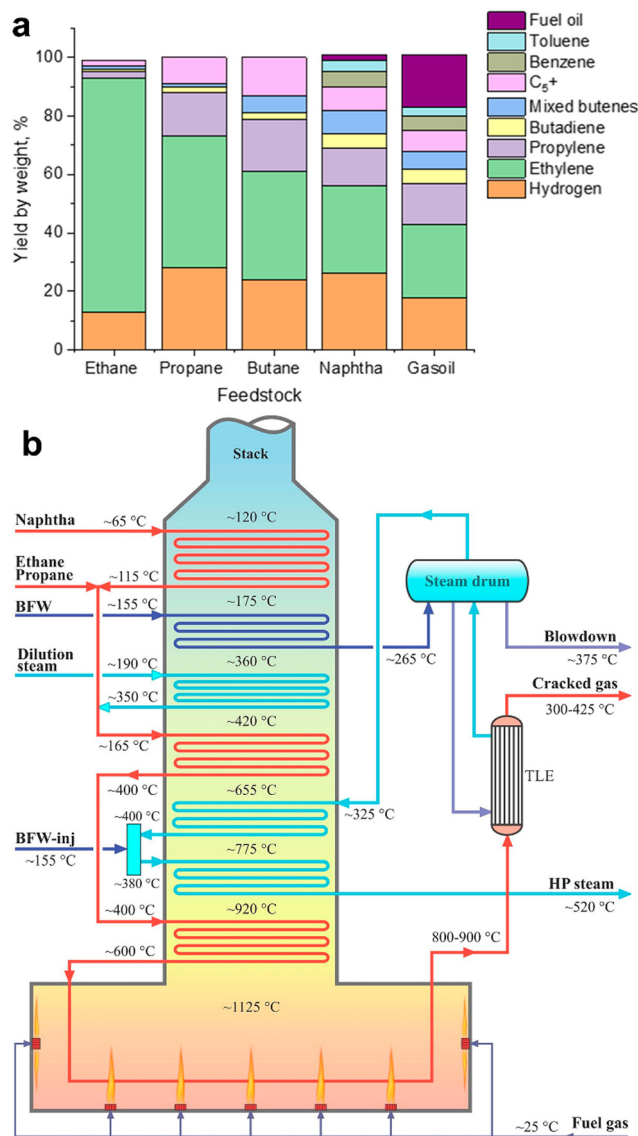 a
Yield by weight, %
100
80
60
40
20
0
Ethane Propane Butane Naphtha Gasoil
Feedstock
Fuel oil
Toluene
Benzene
C₅+
Mixed butenes
Butadiene
Propylene
Ethylene
Hydrogen
b
Stack
Naphtha
~65 °C
~120 °C
Ethane
Propane
~115 °C
BFW
~155 °C
~175 °C
Steam drum
Blowdown
~375 °C
~265 °C
Dilution
steam
~190 °C
~360 °C
~350 °C
Cracked gas
300-425 °C
~420 °C
~165 °C
TLE
~400 °C
~655 °C
~325 °C
~400 °C
BFW-inj
~155 °C
~775 °C
~380 °C
HP steam
~520 °C
~400 °C
~920 °C
~600 °C
800-900 °C
~1125 °C
~25 °C
Fuel gas